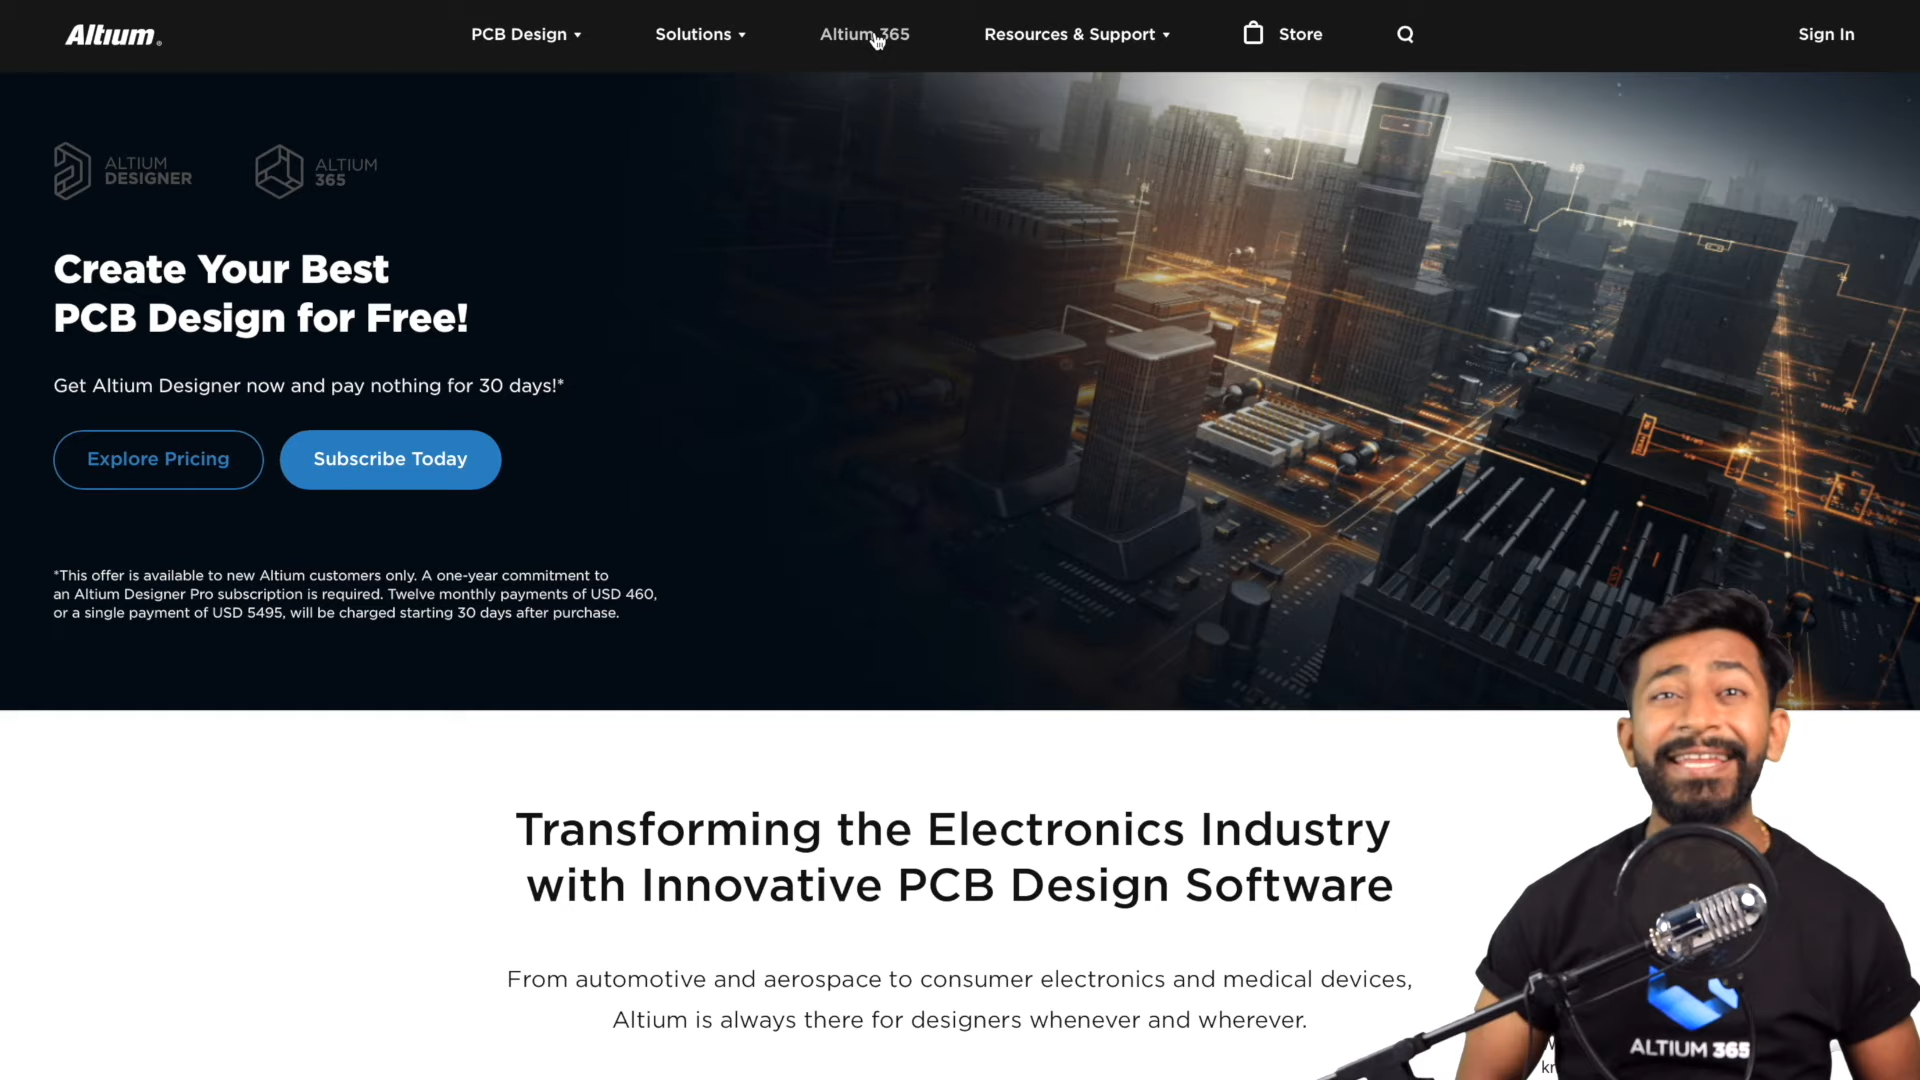 Altium
PCB Design
Solutions
Altium 365
Resources & Support
Store
Sign In
ALTIUM
DESIGNER
ALTIUM
365
Create Your Best
PCB Design for Free!
Get Altium Designer now and pay nothing for 30 days!*
Explore Pricing
Subscribe Today
*This offer is available to new Altium customers only. A one-year commitment to
an Altium Designer Pro subscription is required. Twelve monthly payments of USD 460,
or a single payment of USD 5495, will be charged starting 30 days after purchase.
Transforming the Electronics Industry
with Innovative PCB Design Software
From automotive and aerospace to consumer electronics and medical devices,
Altium is always there for designers whenever and wherever.
ALTIUM 365